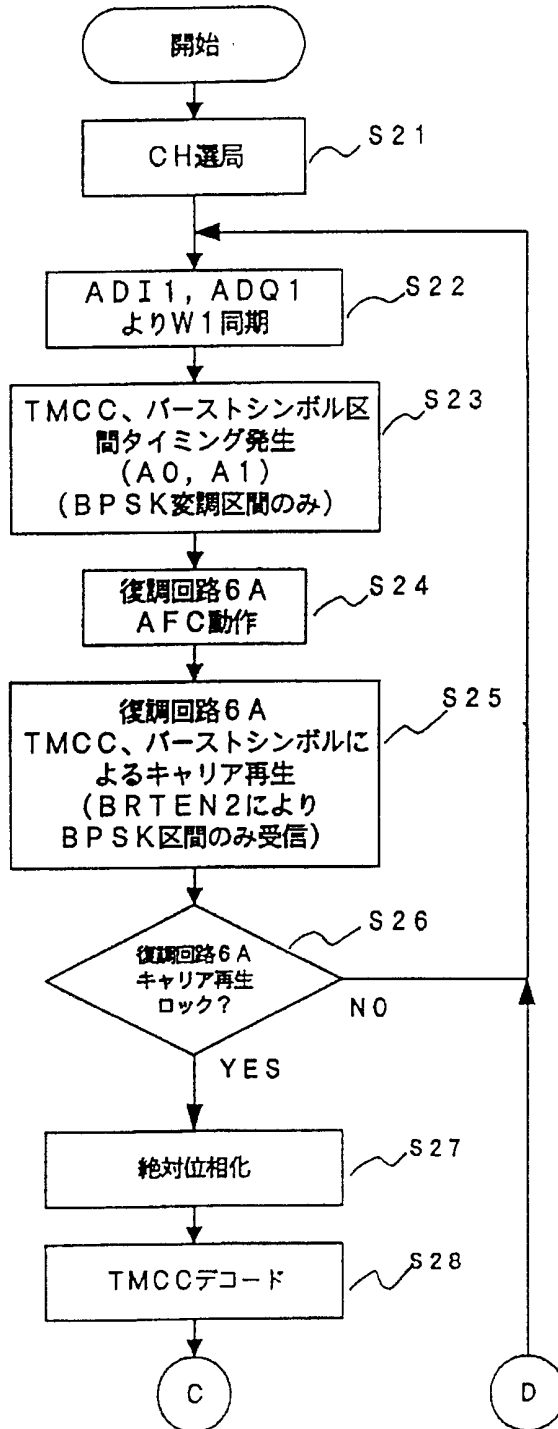 開始
CH選局
S21
ADI1, ADQ1
よりW1同期
S22
TMCC、バーストシンボル区
間タイミング発生
(A0, A1)
(BPSK変調区間のみ)
S23
復調回路6A
AFC動作
S24
復調回路6A
TMCC、バーストシンボルに
よるキャリア再生
(BRTEN2により
BPSK区間のみ受信)
S25
復調回路6A
キャリア再生
ロック?
S26
NO
YES
絶対位相化
S27
TMCCデコード
S28
C
D